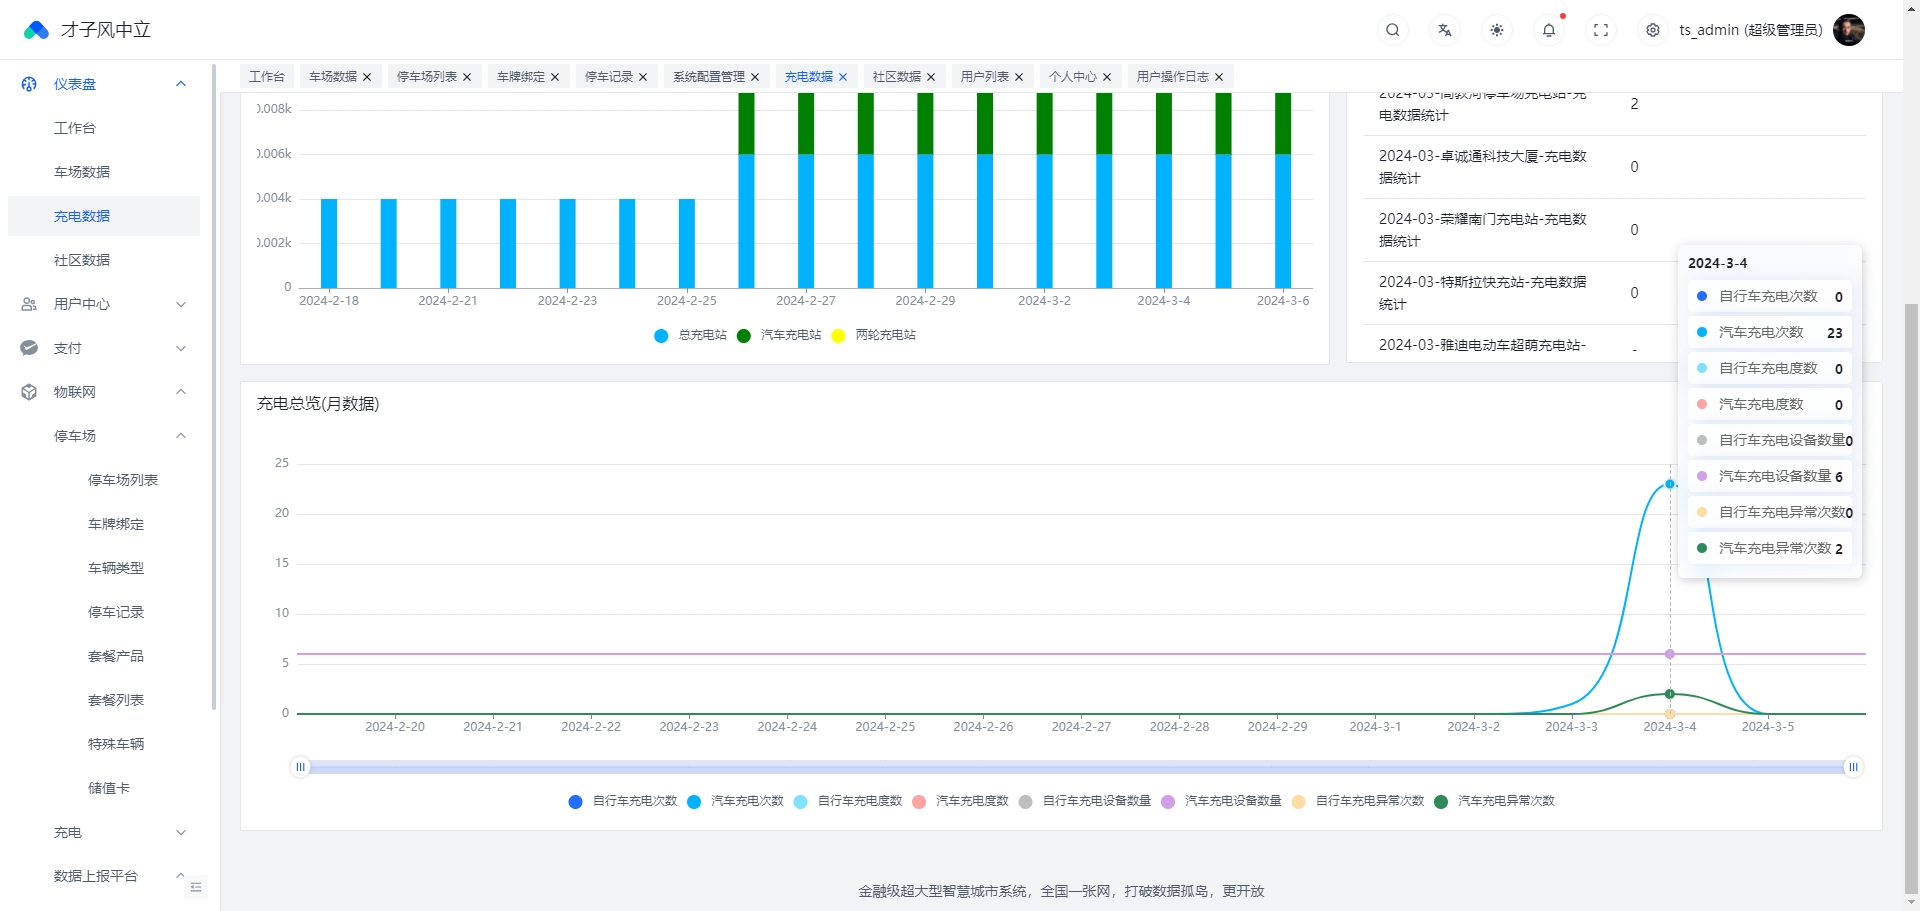 才子风中立
ts_admin (超级管理员)
仪表盘
工作台
车场数据
充电数据
社区数据
用户中心
支付
物联网
停车场
停车场列表
车牌绑定
车辆类型
停车记录
套餐产品
套餐列表
特殊车辆
储值卡
充电
数据上报平台
工作台 车场数据 停车场列表 车牌绑定 停车记录 系统配置管理 充电数据 社区数据 用户列表 个人中心 用户操作日志
0.008k
0.006k
0.004k
0.002k
0
2024-2-18 2024-2-21 2024-2-23 2024-2-25 2024-2-27 2024-2-29 2024-3-2 2024-3-4 2024-3-6
总充电站 汽车充电站 两轮充电站
电数据统计 2
2024-03-卓诚通科技大厦-充电数
据统计 0
2024-03-荣耀南门充电站-充电数
据统计 0
2024-03-特斯拉快充站-充电数据
统计 0
2024-03-雅迪电动车超萌充电站-
2024-3-4
自行车充电次数 0
汽车充电次数 23
自行车充电度数 0
汽车充电度数 0
自行车充电设备数量0
汽车充电设备数量 6
自行车充电异常次数0
汽车充电异常次数 2
充电总览(月数据)
25
20
15
10
5
0
2024-2-20 2024-2-21 2024-2-22 2024-2-23 2024-2-24 2024-2-25 2024-2-26 2024-2-27 2024-2-28 2024-2-29 2024-3-1 2024-3-2 2024-3-3 2024-3-4 2024-3-5
自行车充电次数 汽车充电次数 自行车充电度数 汽车充电度数 自行车充电设备数量 汽车充电设备数量 自行车充电异常次数 汽车充电异常次数
金融级超大型智慧城市系统，全国一张网，打破数据孤岛，更开放